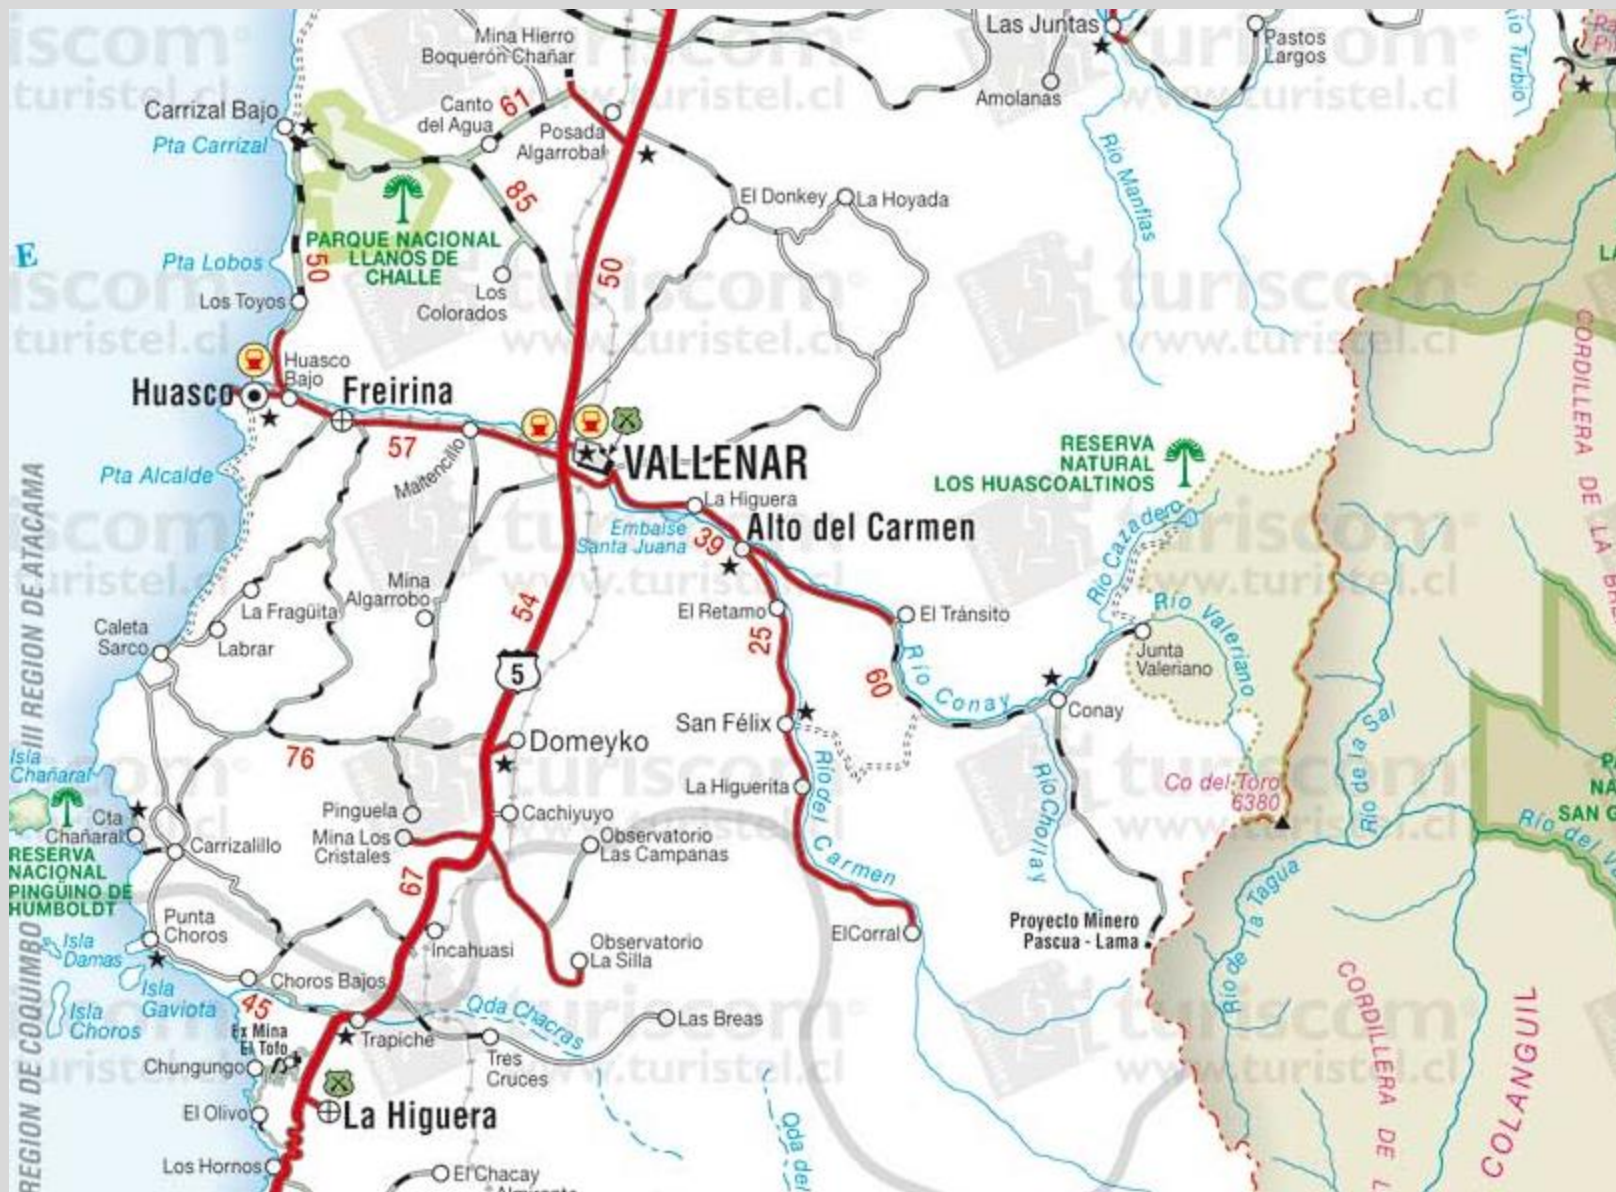 Mina Hierro
Boquerón Chañar
Las Juntas
Pastos
Largos
Amolanas
Carrizal Bajo
Canto
del Agua
61
Posada
Algarrobal
Pta Carrizal
Río Manflas
85
El Donkey
La Hoyada
PARQUE NACIONAL
LLANOS DE
CHALLE
E
Pta Lobos
50
50
Los Toyos
Los
Colorados
Huasco
Bajo
Huasco
Freirina
57
Maitencillo
VALLENAR
RESERVA
NATURAL
LOS HUASCOALTINOS
Pta Alcalde
La Higuera
Embalse
Santa Juana
39
Alto del Carmen
Río Cazadero
Mina
Algarrobo
La Fragüita
54
El Retamo
25
El Tránsito
Río Valeriano
Caleta
Sarco
Labrar
Junta
Valeriano
5
60
Río Conay
Conay
San Félix
Domeyko
76
Isla
Chañaral
Río de la Sal
Co del Toro
6380
La Higuerita
Río del Carmen
Río Chollay
Pinguela
Cachiyuyo
Cta
Chañaral
Mina Los
Cristales
Observatorio
Las Campanas
Carrizalillo
RESERVA
NACIONAL
PINGÜINO DE
HUMBOLDT
67
Río de la Tagua
Punta
Choros
Isla
Damas
Incahuasi
Observatorio
La Silla
ElCorral
Proyecto Minero
Pascua - Lama
Choros Bajos
Isla
Gaviota
Isla
Choros
45
Qda Chacras
Ex Mina
El Tofo
Trapiche
Las Breas
Tres
Cruces
Chungungo
El Olivo
La Higuera
Los Hornos
El Chacay
Qda del
III REGION DE ATACAMA
REGION DE COQUIMBO
CORDILLERA DE LA
CORDILLERA DE
COLANGUIL
SAN G
Río del
turiscom
www.turistel.cl